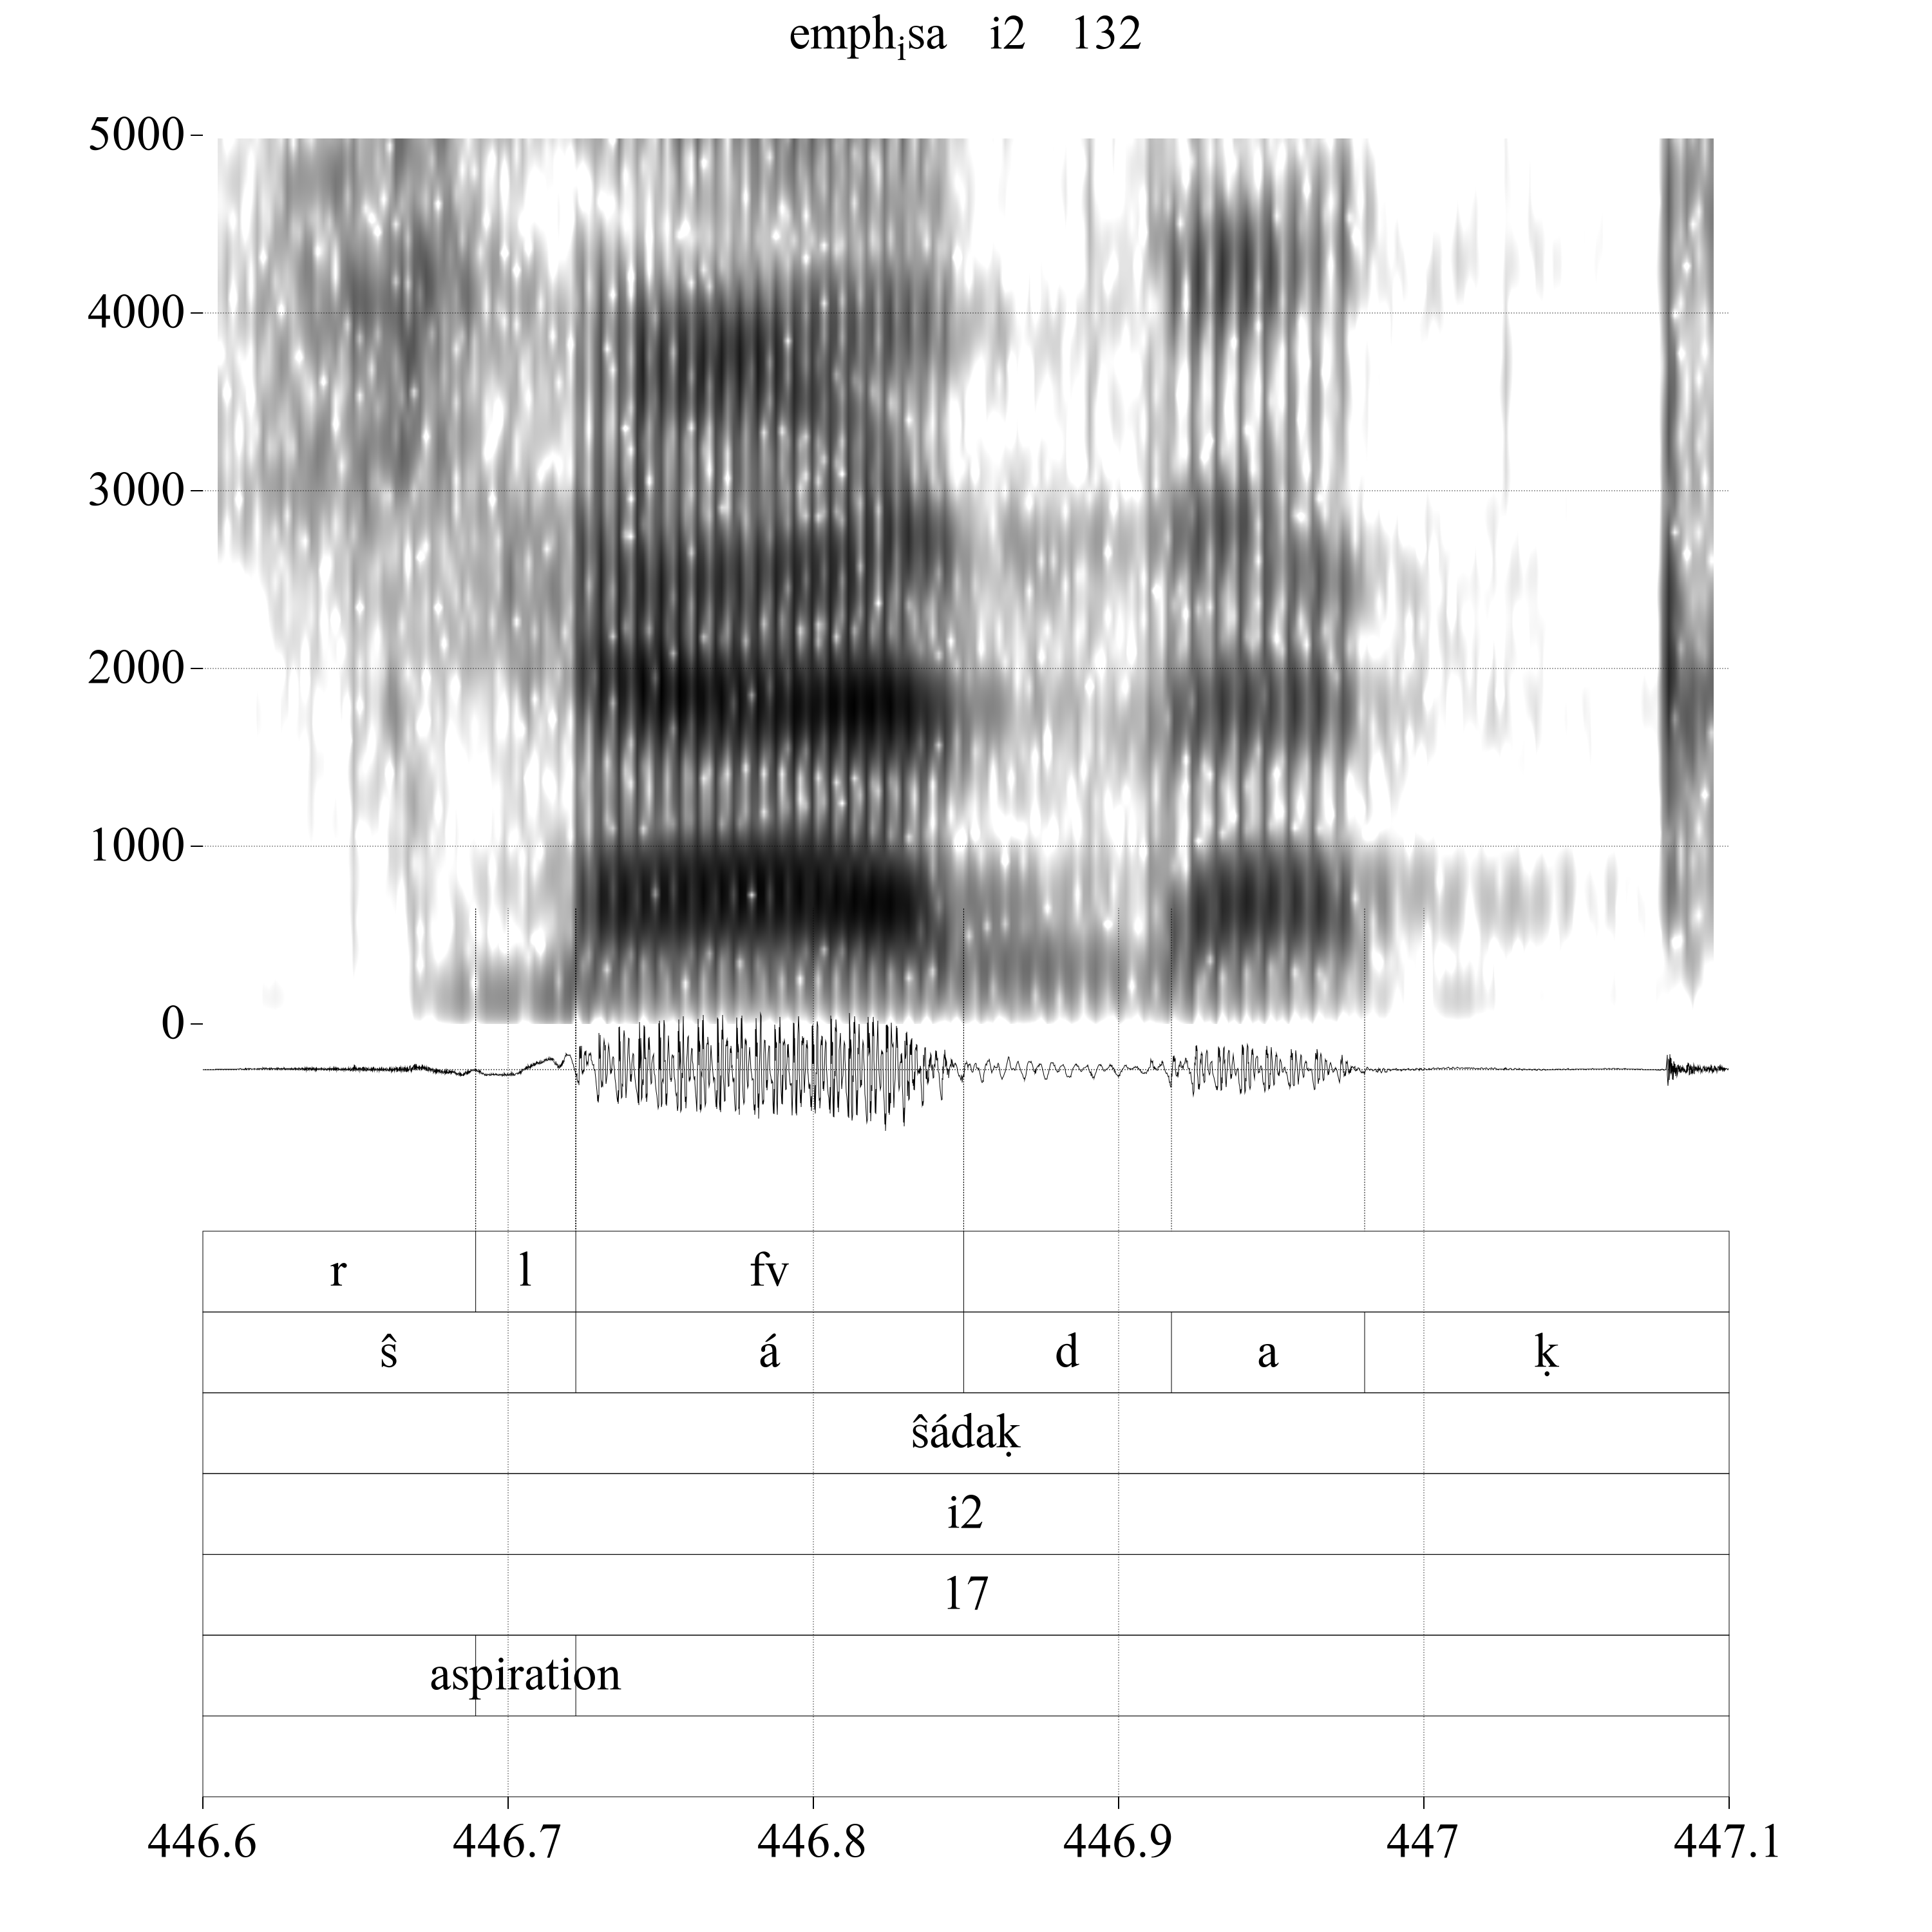 emphᵢsa i2 132
5000
4000
3000
2000
1000
0
r l fv
ŝ á d a ḳ
ŝádaḳ
i2
17
aspiration
446.6 446.7 446.8 446.9 447 447.1